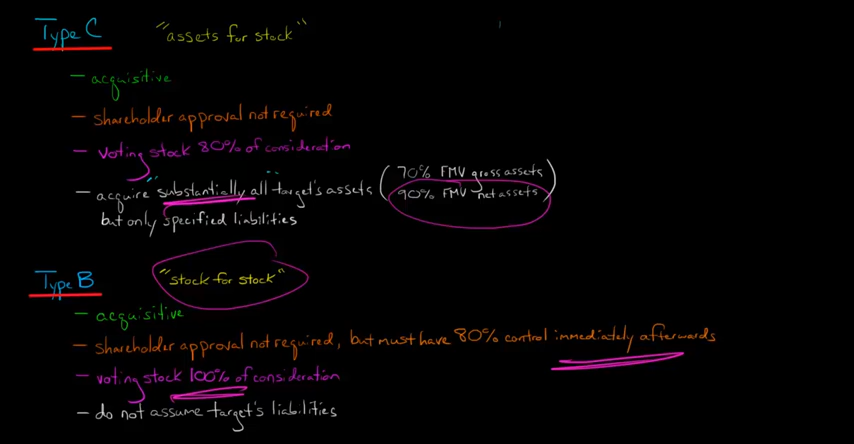 Type C "assets for stock"
- acquisitive
- shareholder approval not required
- voting stock 80% of consideration
- acquire "substantially all" target's assets (70% FMV gross assets
90% FMV net assets)
but only specified liabilities
Type B "stock for stock"
- acquisitive
- shareholder approval not required, but must have 80% control immediately afterwards
- voting stock 100% of consideration
- do not assume target's liabilities